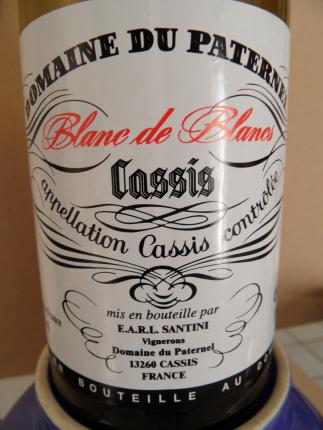 DOMAINE DU PATERNEL
Blanc de Blancs
Cassis
appellation Cassis contrôlée
mis en bouteille par
E.A.R.L. SANTINI
Vignerons
Domaine du Paternel
13260 CASSIS
FRANCE
BOUTEILLE AU